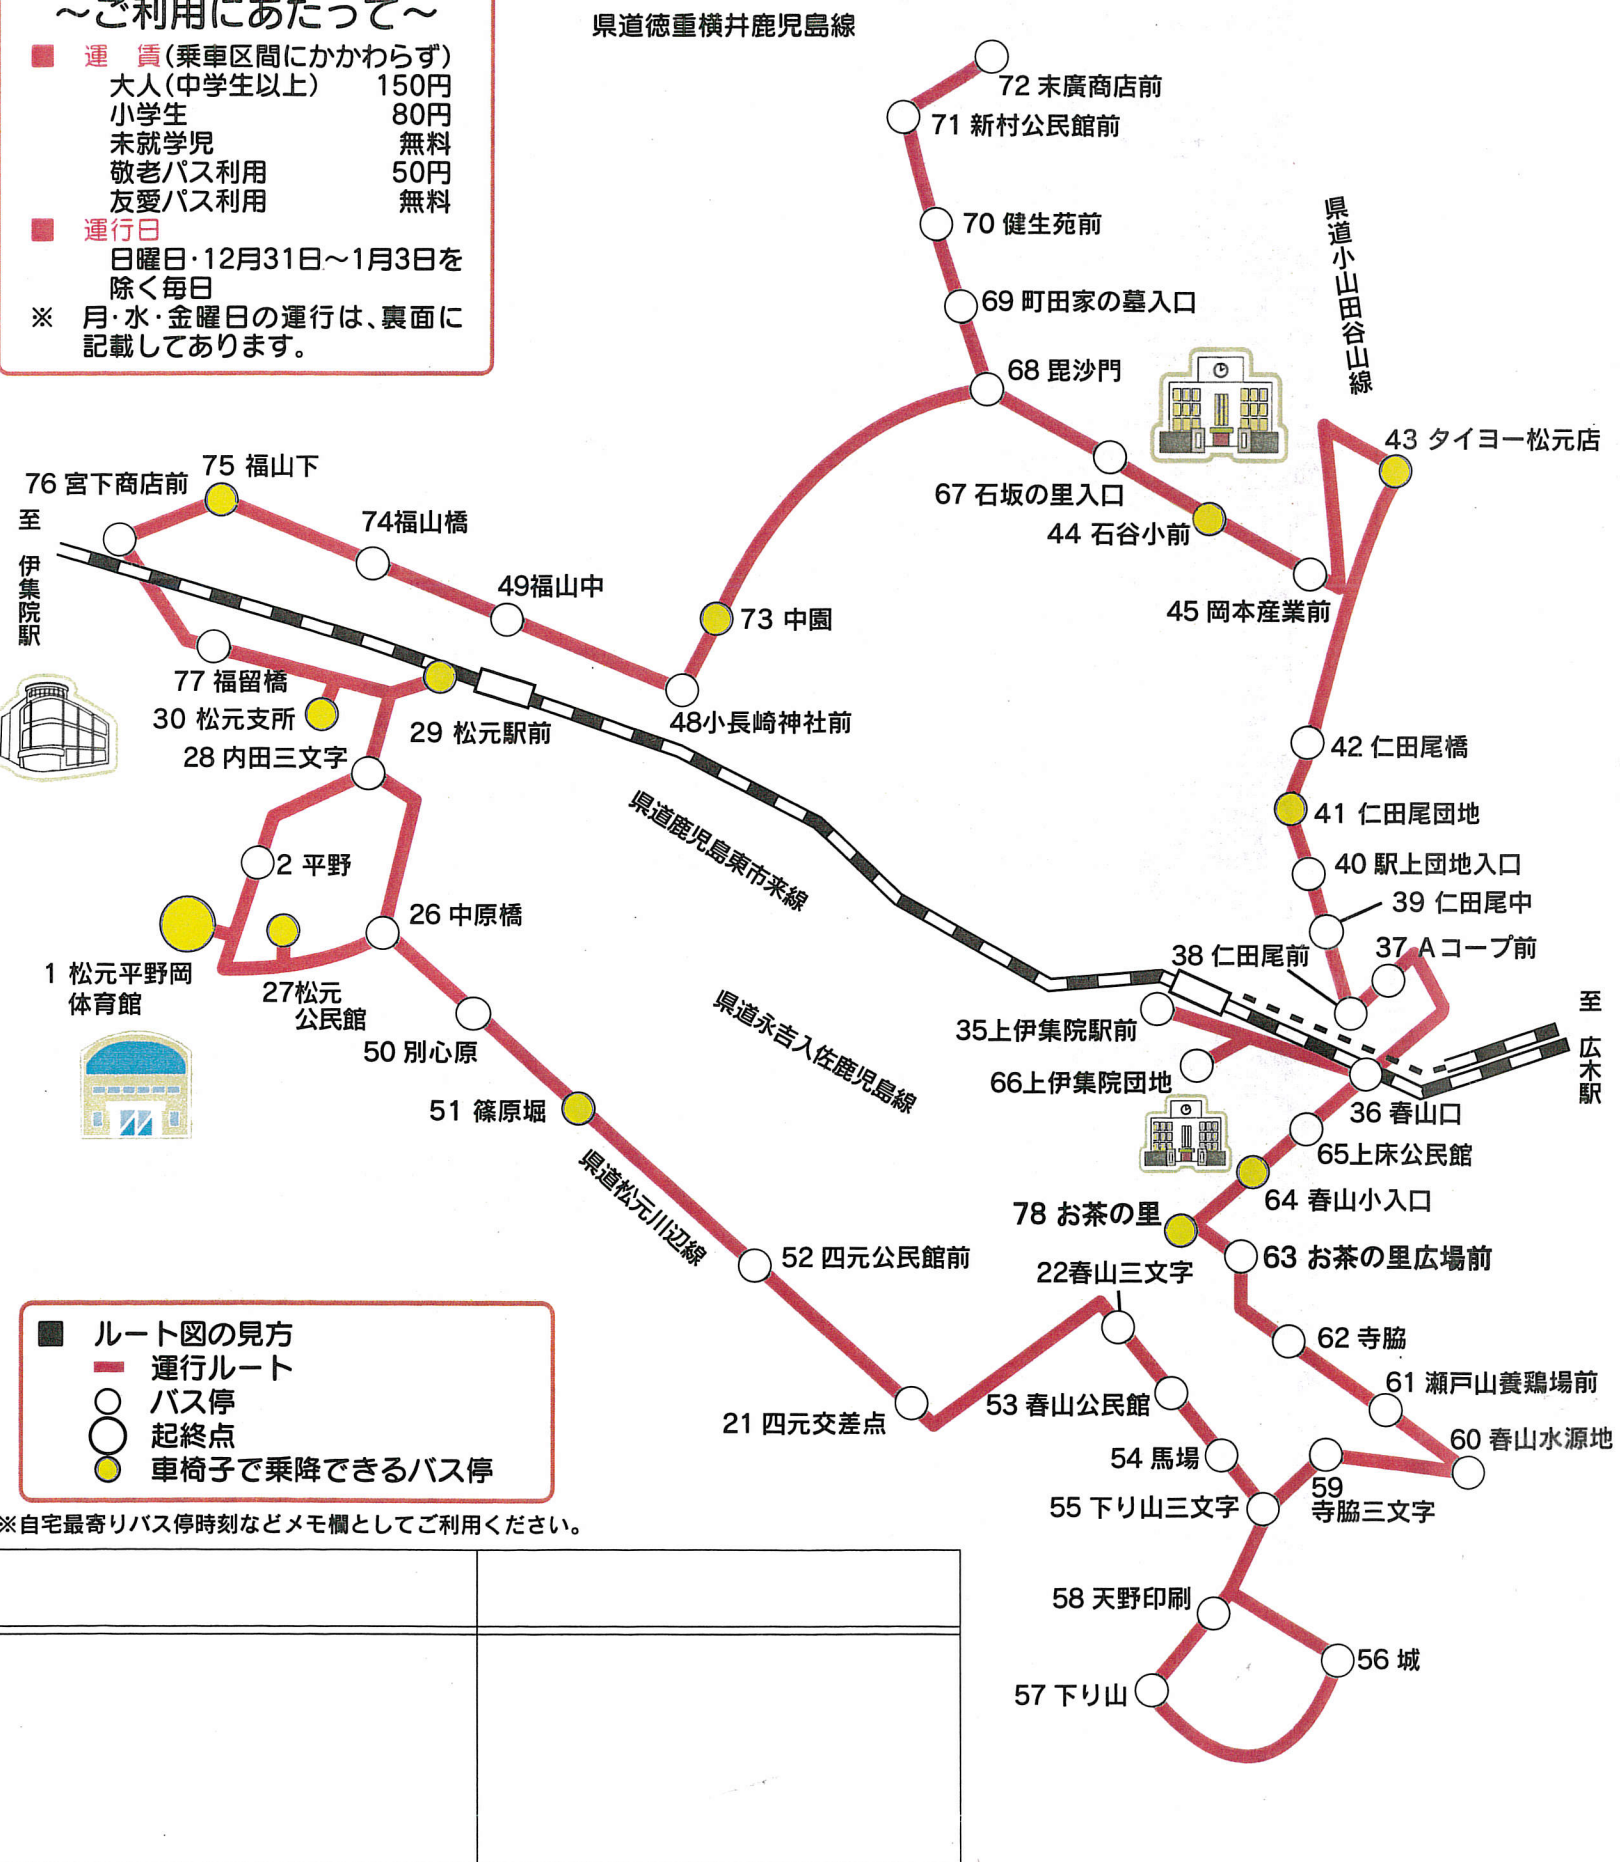 ～ご利用にあたって～
■ 運　賃(乗車区間にかかわらず)
大人(中学生以上)　150円
小学生　80円
未就学児　無料
敬老パス利用　50円
友愛パス利用　無料
■ 運行日
日曜日・12月31日～1月3日を
除く毎日
※ 月・水・金曜日の運行は、裏面に
記載してあります。
県道徳重横井鹿児島線
72 末廣商店前
71 新村公民館前
70 健生苑前
69 町田家の墓入口
68 毘沙門
県道小山田谷山線
43 タイヨー松元店
67 石坂の里入口
44 石谷小前
45 岡本産業前
76 宮下商店前
75 福山下
74福山橋
49福山中
73 中園
48小長崎神社前
至 伊集院駅
77 福留橋
30 松元支所
29 松元駅前
28 内田三文字
2 平野
26 中原橋
1 松元平野岡
体育館
27松元
公民館
50 別心原
51 篠原堀
県道鹿児島東市来線
県道永吉入佐鹿児島線
県道松元川辺線
42 仁田尾橋
41 仁田尾団地
40 駅上団地入口
39 仁田尾中
38 仁田尾前
37 Aコープ前
35上伊集院駅前
66上伊集院団地
至 広木駅
36 春山口
65上床公民館
64 春山小入口
78 お茶の里
63 お茶の里広場前
52 四元公民館前
22春山三文字
62 寺脇
61 瀬戸山養鶏場前
60 春山水源地
21 四元交差点
53 春山公民館
54 馬場
55 下り山三文字
59
寺脇三文字
58 天野印刷
56 城
57 下り山
■ ルート図の見方
運行ルート
バス停
起終点
車椅子で乗降できるバス停
※自宅最寄りバス停時刻などメモ欄としてご利用ください。